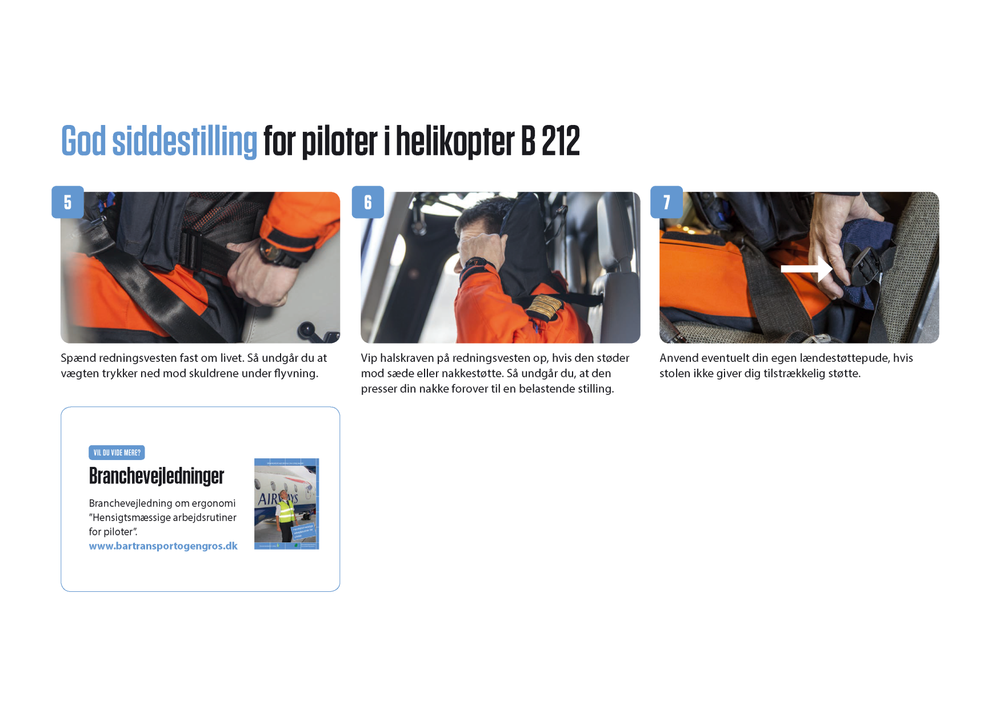 God siddestilling for piloter i helikopter B 212
5
Spænd redningsvesten fast om livet. Så undgår du at
vægten trykker ned mod skuldrene under flyvning.
6
Vip halskraven på redningsvesten op, hvis den støder
mod sæde eller nakkestøtte. Så undgår du, at den
presser din nakke forover til en belastende stilling.
7
Anvend eventuelt din egen lændestøttepude, hvis
stolen ikke giver dig tilstrækkelig støtte.
VIL DU VIDE MERE?
Branchevejledninger
Branchevejledning om ergonomi
”Hensigtsmæssige arbejdsrutiner
for piloter”.
www.bartransportogengros.dk
AIRWAYS